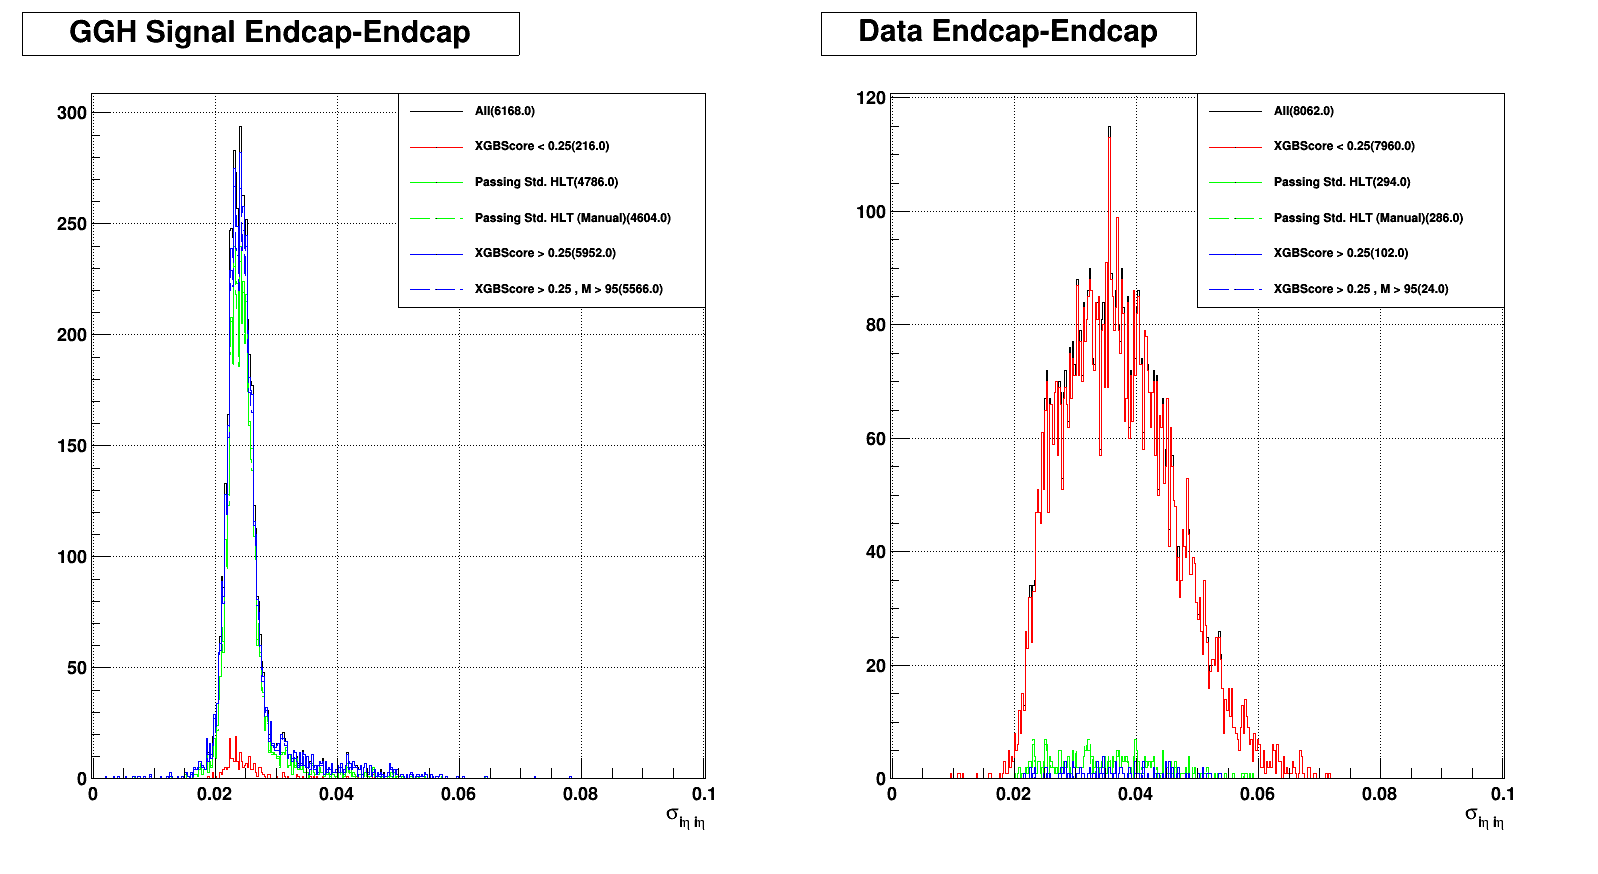 GGH Signal Endcap-Endcap
300
250
200
150
100
50
0
All(6168.0)
XGBScore < 0.25(216.0)
Passing Std. HLT(4786.0)
Passing Std. HLT (Manual)(4604.0)
XGBScore > 0.25(5952.0)
XGBScore > 0.25 , M > 95(5566.0)
0 0.02 0.04 0.06 0.08 0.1
σiη iη
Data Endcap-Endcap
120
100
80
60
40
20
0
All(8062.0)
XGBScore < 0.25(7960.0)
Passing Std. HLT(294.0)
Passing Std. HLT (Manual)(286.0)
XGBScore > 0.25(102.0)
XGBScore > 0.25 , M > 95(24.0)
0 0.02 0.04 0.06 0.08 0.1
σiη iη